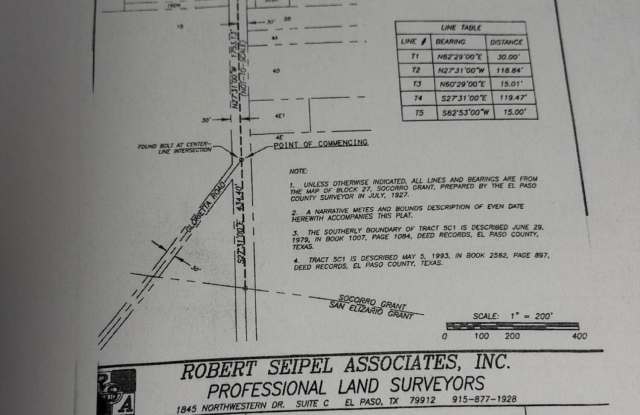 LINE TABLE
LINE # BEARING DISTANCE
T1 N62°29'00"E 30.00'
T2 N27°31'00"W 118.84'
T3 N60°29'00"E 15.01'
T4 S27°31'00"E 119.47'
T5 S62°53'00"W 15.00'
30'
4D
30'
4E1
4E
FOUND BOLT AT CENTER-
LINE INTERSECTION
POINT OF COMMENCING
GLORIETTA ROAD
NOTE:
1. UNLESS OTHERWISE INDICATED, ALL LINES AND BEARINGS ARE FROM
THE MAP OF BLOCK 27, SOCORRO GRANT, PREPARED BY THE EL PASO
COUNTY SURVEYOR IN JULY, 1927.
2. A NARRATIVE METES AND BOUNDS DESCRIPTION OF EVEN DATE
HEREWITH ACCOMPANIES THIS PLAT.
3. THE SOUTHERLY BOUNDARY OF TRACT 5C1 IS DESCRIBED JUNE 29,
1979, IN BOOK 1007, PAGE 1084, DEED RECORDS, EL PASO COUNTY,
TEXAS.
4. TRACT 5C1 IS DESCRIBED MAY 5, 1993, IN BOOK 2562, PAGE 897,
DEED RECORDS, EL PASO COUNTY, TEXAS.
SOCORRO GRANT
SAN ELIZARIO GRANT
SCALE: 1" = 200'
0 100 200 400
ROBERT SEIPEL ASSOCIATES, INC.
PROFESSIONAL LAND SURVEYORS
1845 NORTHWESTERN DR. SUITE C EL PASO, TX 79912 915-877-1928